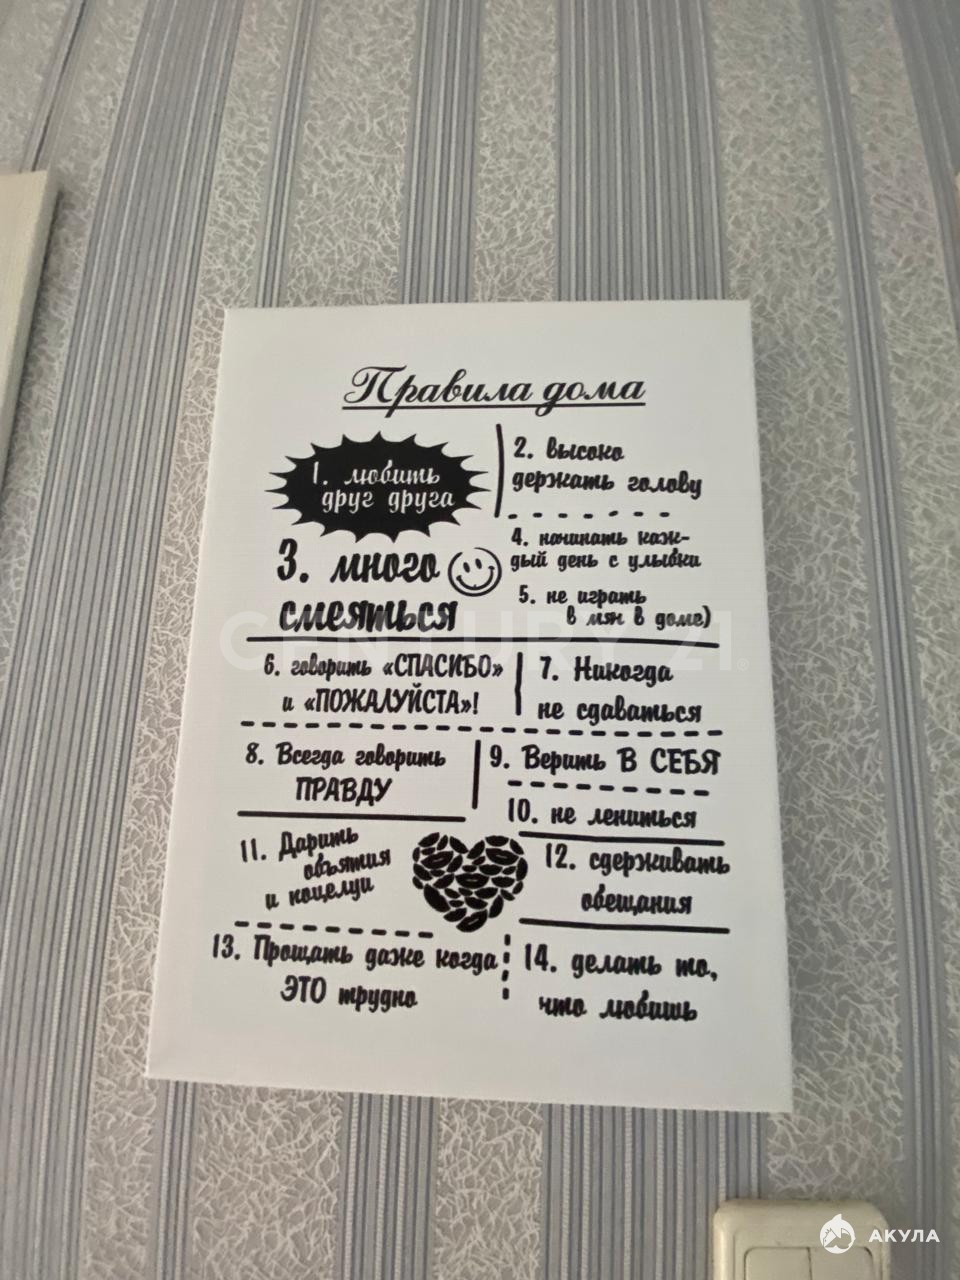 Правила дома
1. любить
друг друга
2. высоко
держать голову
3. много
смеяться
4. начинать каж-
дый день с улыбки
5. не играть
в мяч в доме)
CENTURY 21
6. говорить «СПАСИБО»
и «ПОЖАЛУЙСТА»!
7. Никогда
не сдаваться
8. Всегда говорить
ПРАВДУ
9. Верить В СЕБЯ
10. не лениться
11. Дарить
объятия
и поцелуи
12. сдерживать
обещания
13. Прощать даже когда
ЭТО трудно
14. делать то,
что любишь
АКУЛА